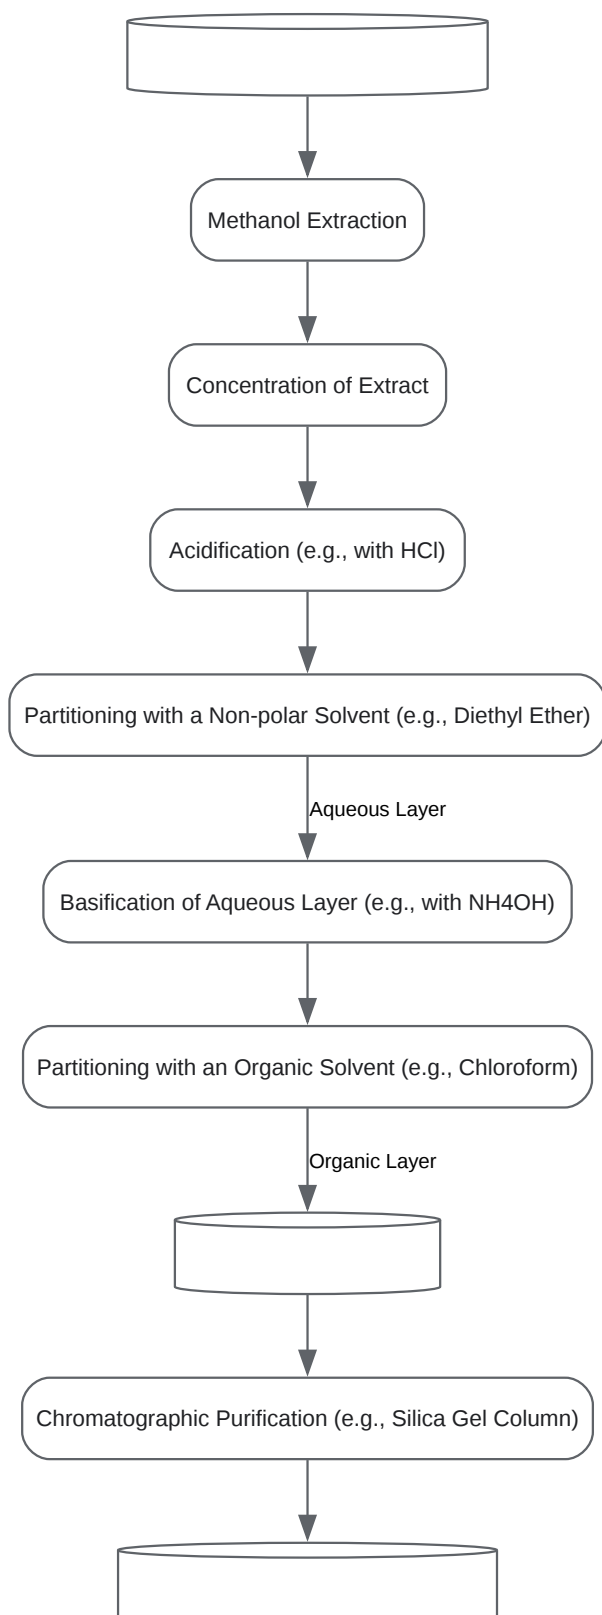 Methanol Extraction
Concentration of Extract
Acidification (e.g., with HCl)
Partitioning with a Non-polar Solvent (e.g., Diethyl Ether)
Aqueous Layer
Basification of Aqueous Layer (e.g., with NH4OH)
Partitioning with an Organic Solvent (e.g., Chloroform)
Organic Layer
Chromatographic Purification (e.g., Silica Gel Column)